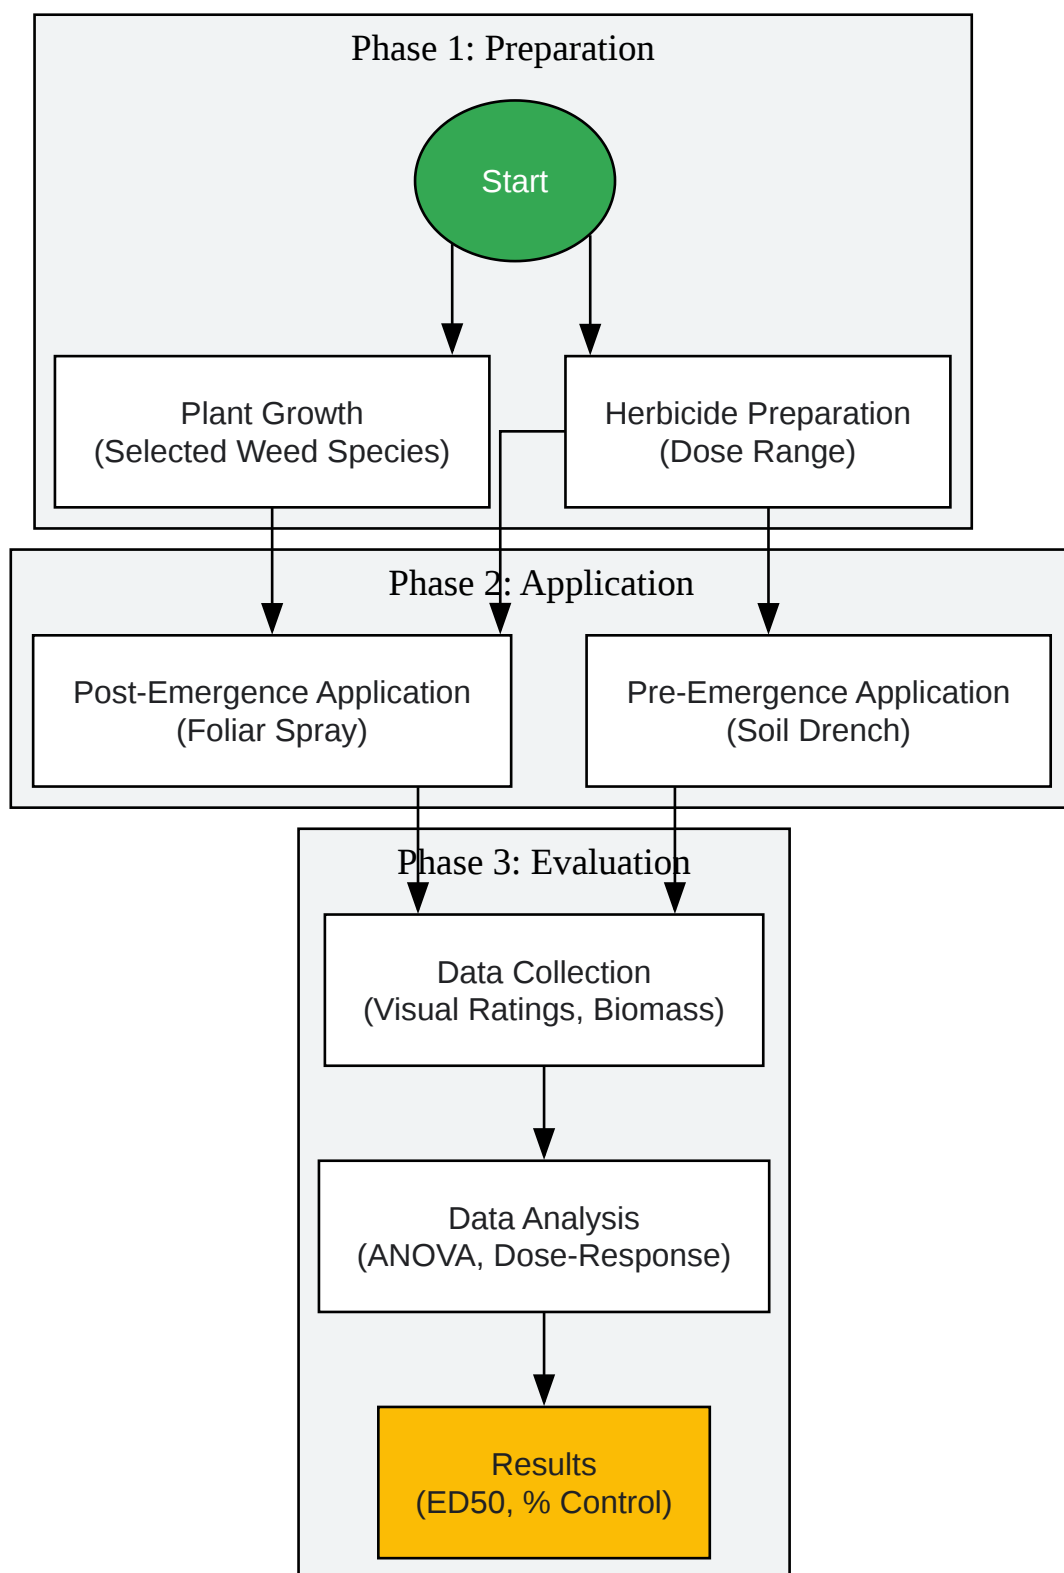 Phase 1: Preparation
Start
Plant Growth
(Selected Weed Species)
Herbicide Preparation
(Dose Range)
Phase 2: Application
Post-Emergence Application
(Foliar Spray)
Pre-Emergence Application
(Soil Drench)
Phase 3: Evaluation
Data Collection
(Visual Ratings, Biomass)
Data Analysis
(ANOVA, Dose-Response)
Results
(ED50, % Control)